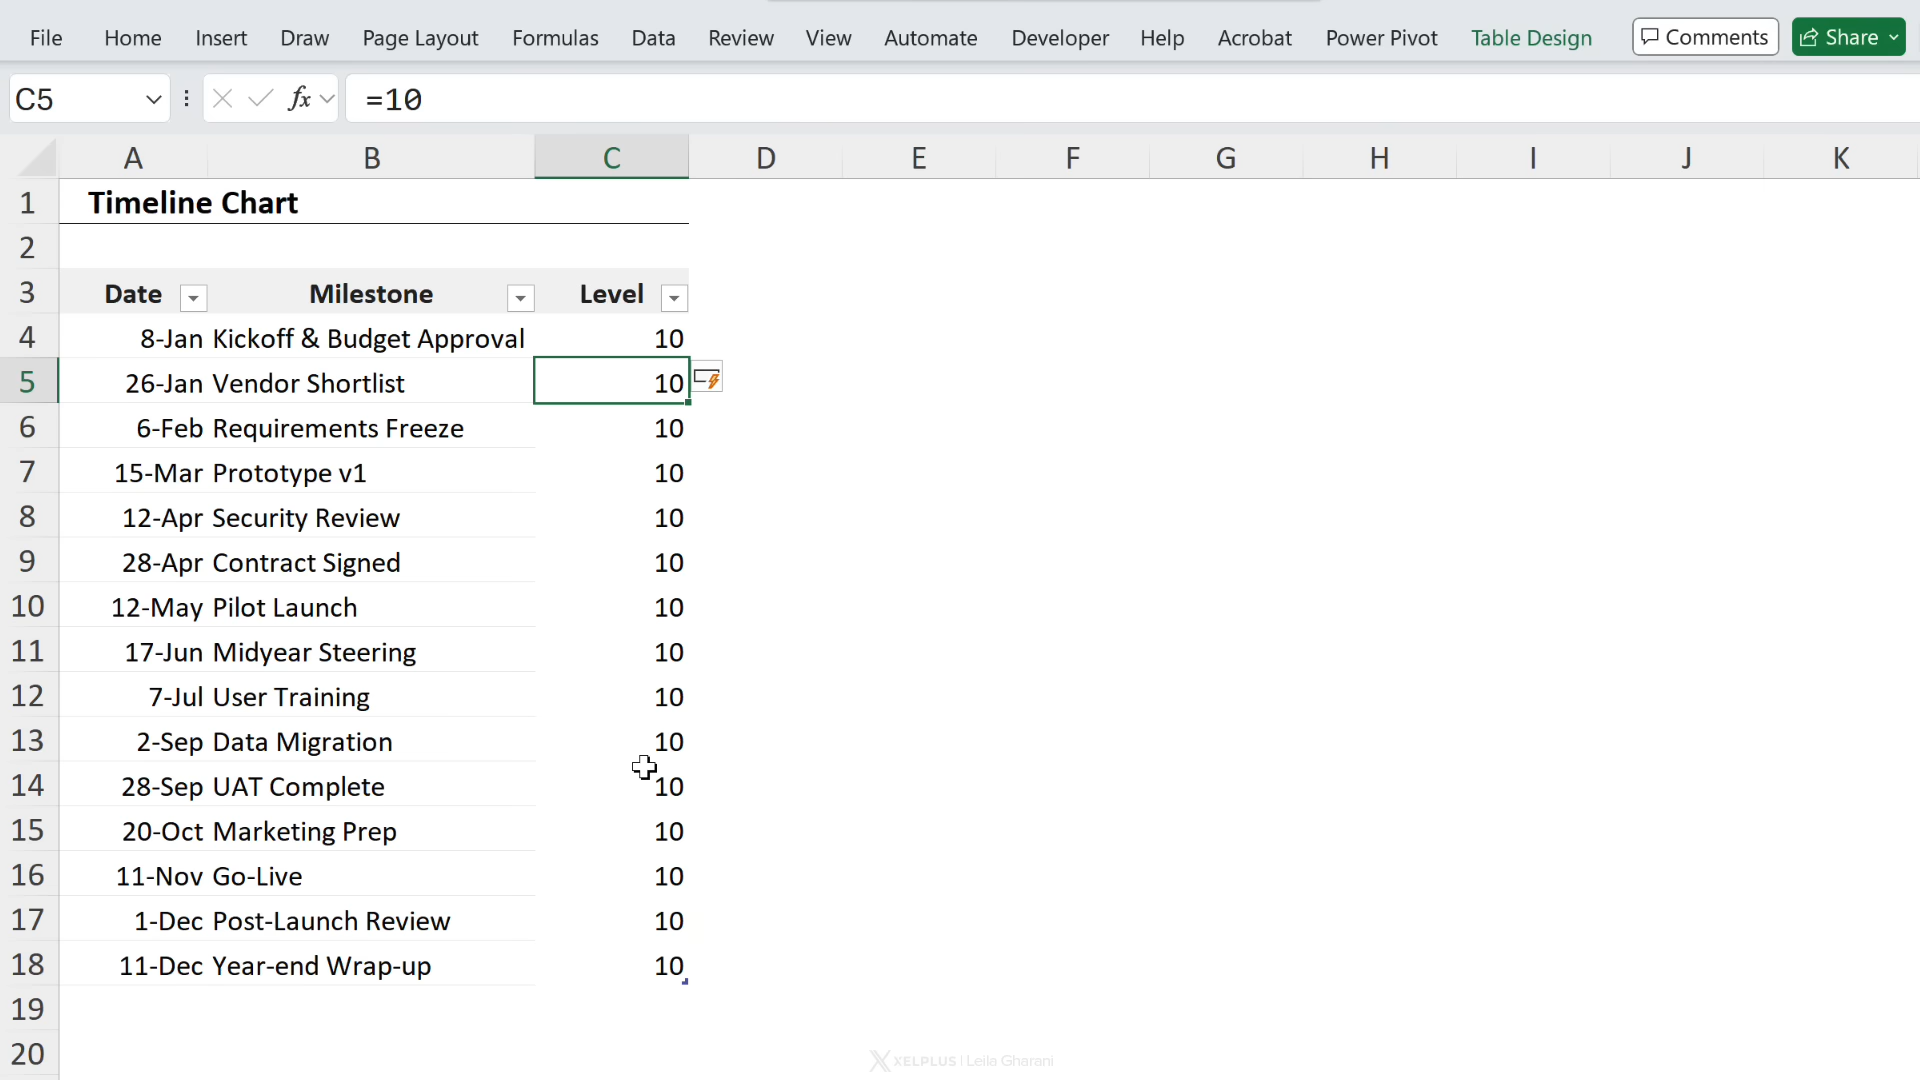 File Home Insert Draw Page Layout Formulas Data Review View Automate Developer Help Acrobat Power Pivot Table Design Comments Share
C5 fx =10
A B C D E F G H I J K
1 Timeline Chart
2
3 Date Milestone Level
4 8-Jan Kickoff & Budget Approval 10
5 26-Jan Vendor Shortlist 10
6 6-Feb Requirements Freeze 10
7 15-Mar Prototype v1 10
8 12-Apr Security Review 10
9 28-Apr Contract Signed 10
10 12-May Pilot Launch 10
11 17-Jun Midyear Steering 10
12 7-Jul User Training 10
13 2-Sep Data Migration 10
14 28-Sep UAT Complete 10
15 20-Oct Marketing Prep 10
16 11-Nov Go-Live 10
17 1-Dec Post-Launch Review 10
18 11-Dec Year-end Wrap-up 10
19
20
XELPLUS | Leila Gharani